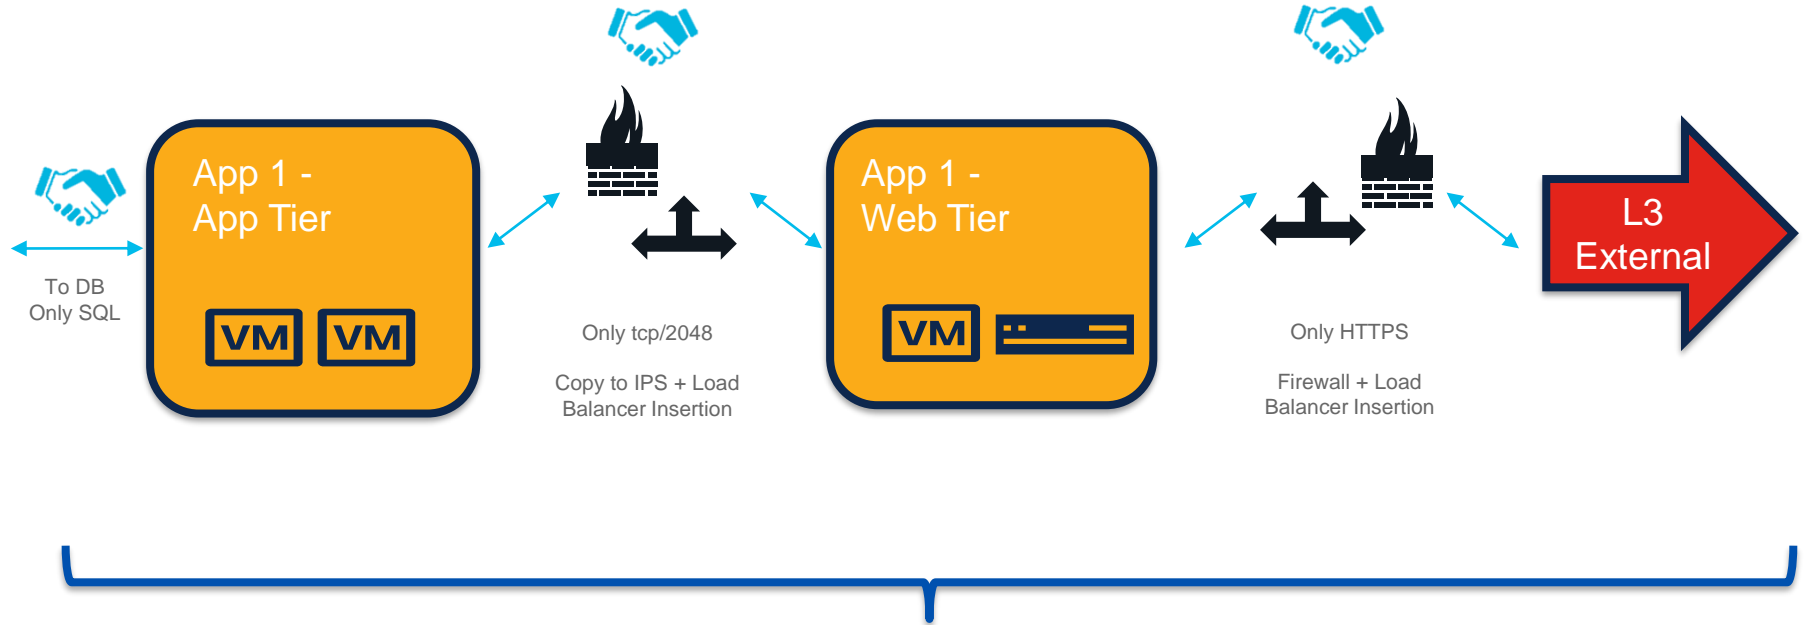 To DB
Only SQL
App 1 -
App Tier
VM
VM
Only tcp/2048
Copy to IPS + Load
Balancer Insertion
App 1 -
Web Tier
VM
Only HTTPS
Firewall + Load
Balancer Insertion
L3
External